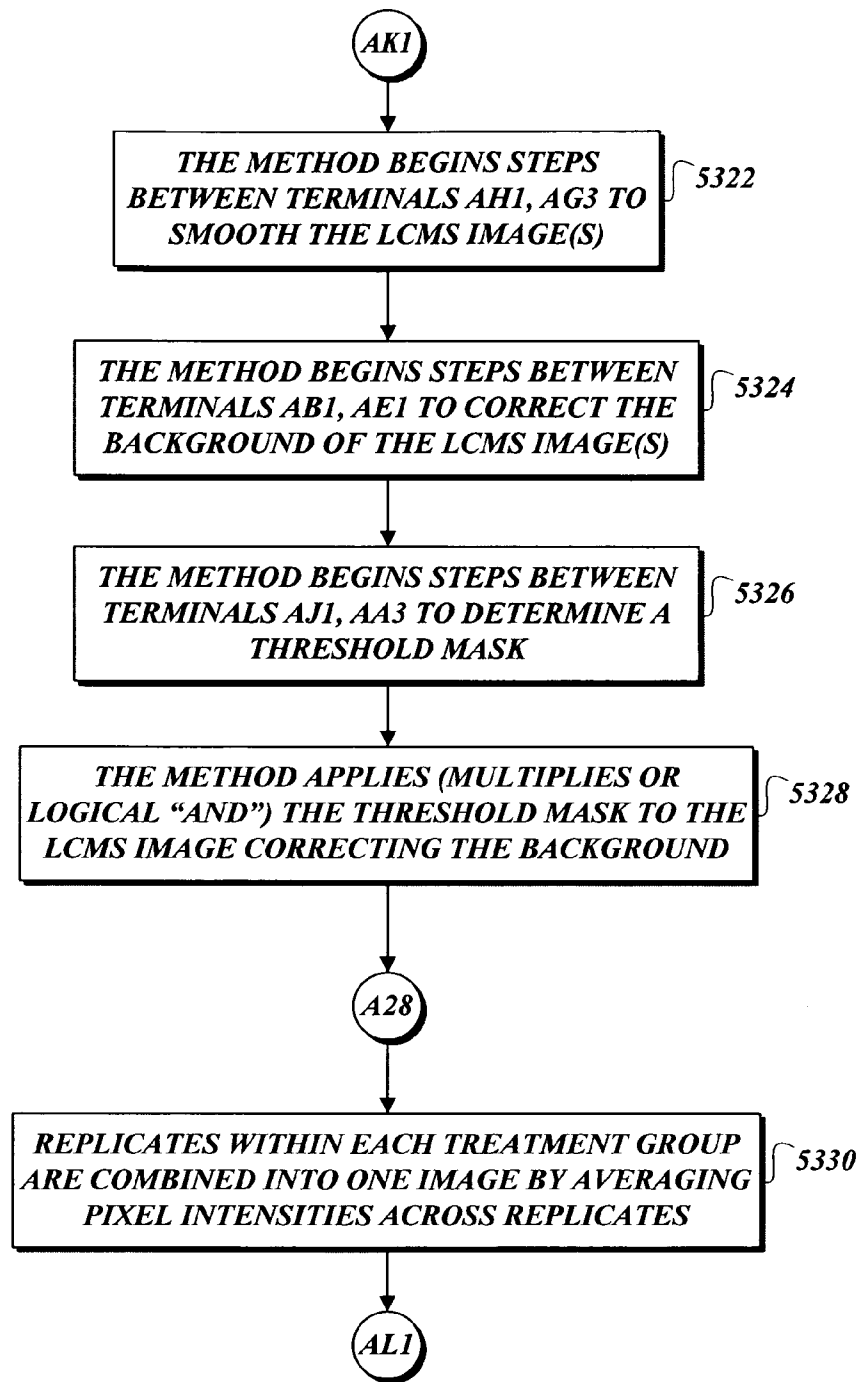 AK1
THE METHOD BEGINS STEPS
BETWEEN TERMINALS AH1, AG3 TO
SMOOTH THE LCMS IMAGE(S)
5322
THE METHOD BEGINS STEPS BETWEEN
TERMINALS AB1, AE1 TO CORRECT THE
BACKGROUND OF THE LCMS IMAGE(S)
5324
THE METHOD BEGINS STEPS BETWEEN
TERMINALS AJ1, AA3 TO DETERMINE A
THRESHOLD MASK
5326
THE METHOD APPLIES (MULTIPLIES OR
LOGICAL “AND”) THE THRESHOLD MASK TO THE
LCMS IMAGE CORRECTING THE BACKGROUND
5328
A28
REPLICATES WITHIN EACH TREATMENT GROUP
ARE COMBINED INTO ONE IMAGE BY AVERAGING
PIXEL INTENSITIES ACROSS REPLICATES
5330
AL1